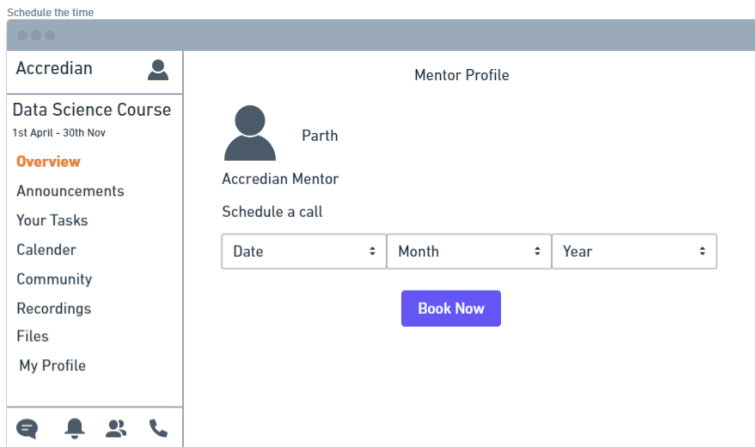 Schedule the time
Accredian
Data Science Course
1st April - 30th Nov
Overview
Announcements
Your Tasks
Calender
Community
Recordings
Files
My Profile
Mentor Profile
Parth
Accredian Mentor
Schedule a call
Date Month Year
Book Now